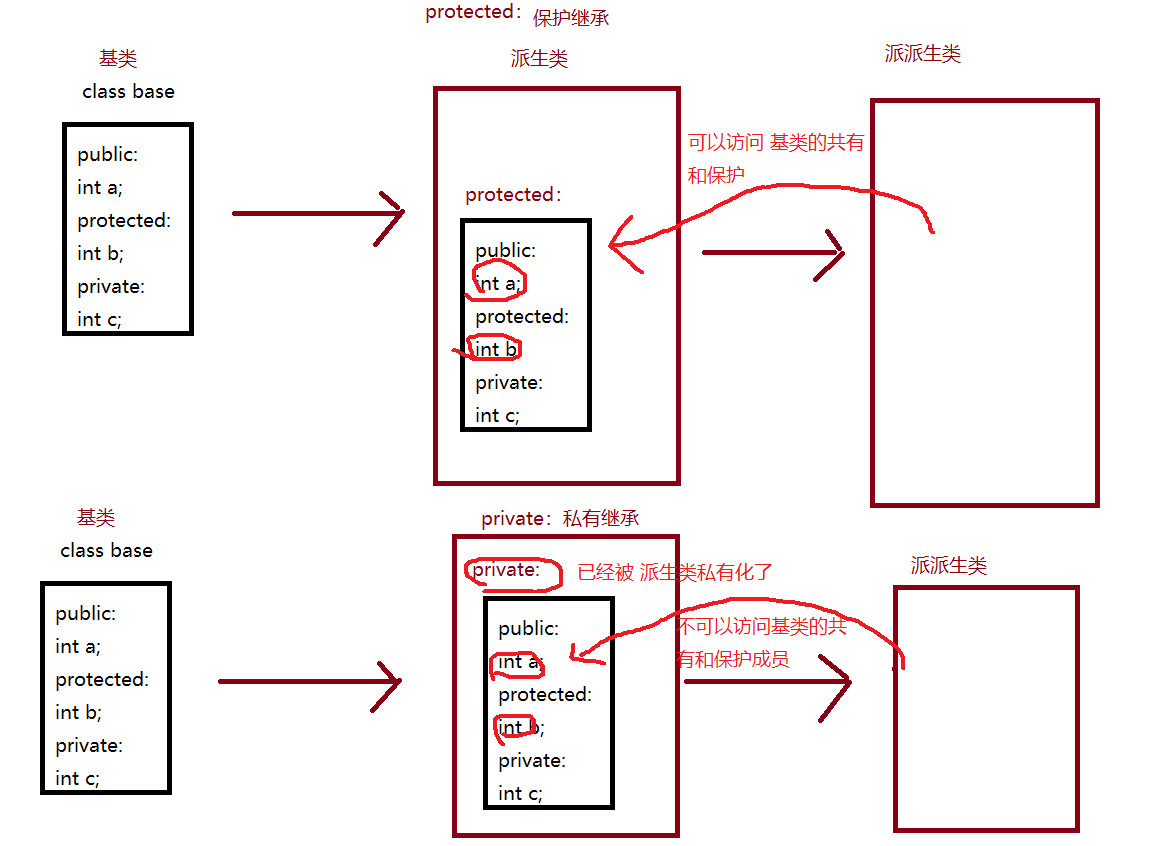 protected：保护继承
基类
派生类
派派生类
class base
public:
int a;
protected:
int b;
private:
int c;
protected:
public:
int a;
protected:
int b
private:
int c;
可以访问 基类的共有
和保护
基类
class base
public:
int a;
protected:
int b;
private:
int c;
private：私有继承
private:
已经被 派生类私有化了
public:
int a;
protected:
int b;
private:
int c;
不可以访问基类的共
有和保护成员
派派生类